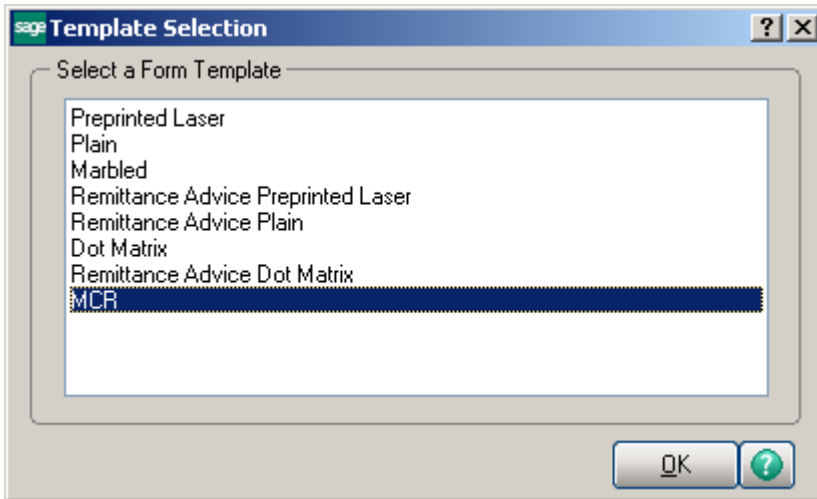 sage Template Selection ? X
Select a Form Template
Preprinted Laser
Plain
Marbled
Remittance Advice Preprinted Laser
Remittance Advice Plain
Dot Matrix
Remittance Advice Dot Matrix
MCR
OK ?